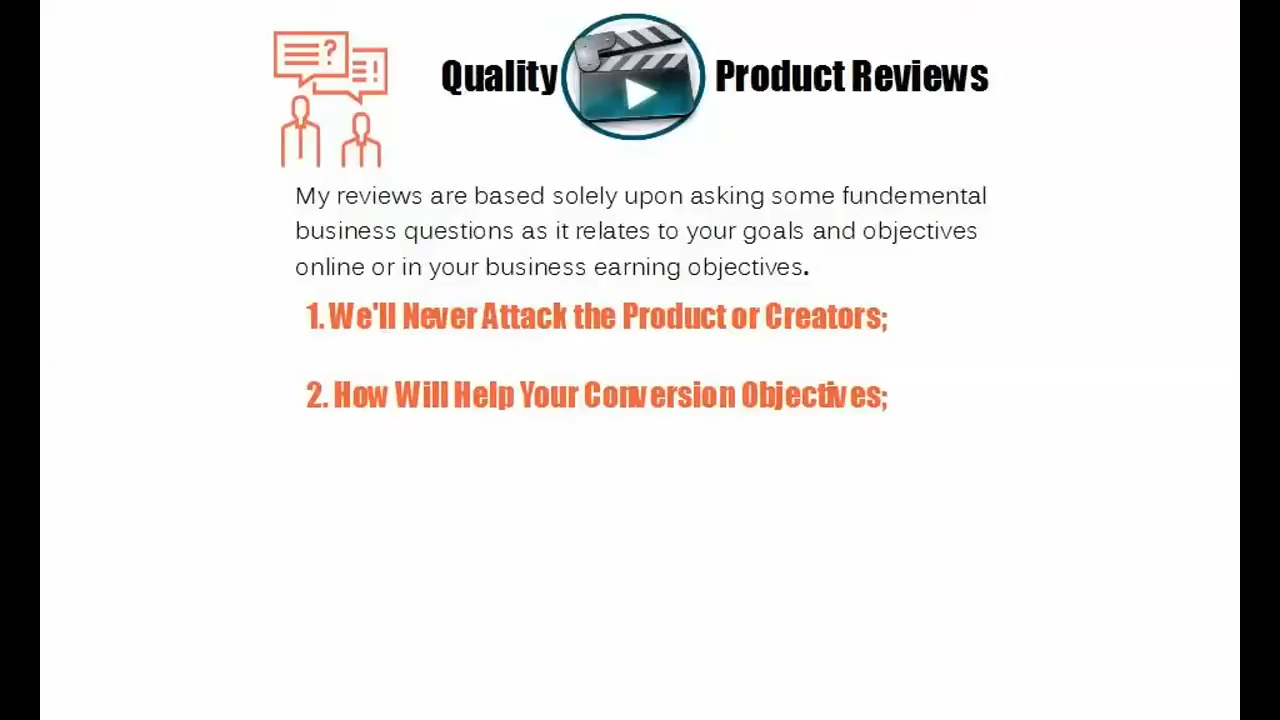 Quality Product Reviews
My reviews are based solely upon asking some fundemental
business questions as it relates to your goals and objectives
online or in your business earning objectives.
1. We'll Never Attack the Product or Creators;
2. How Will Help Your Conversion Objectives;